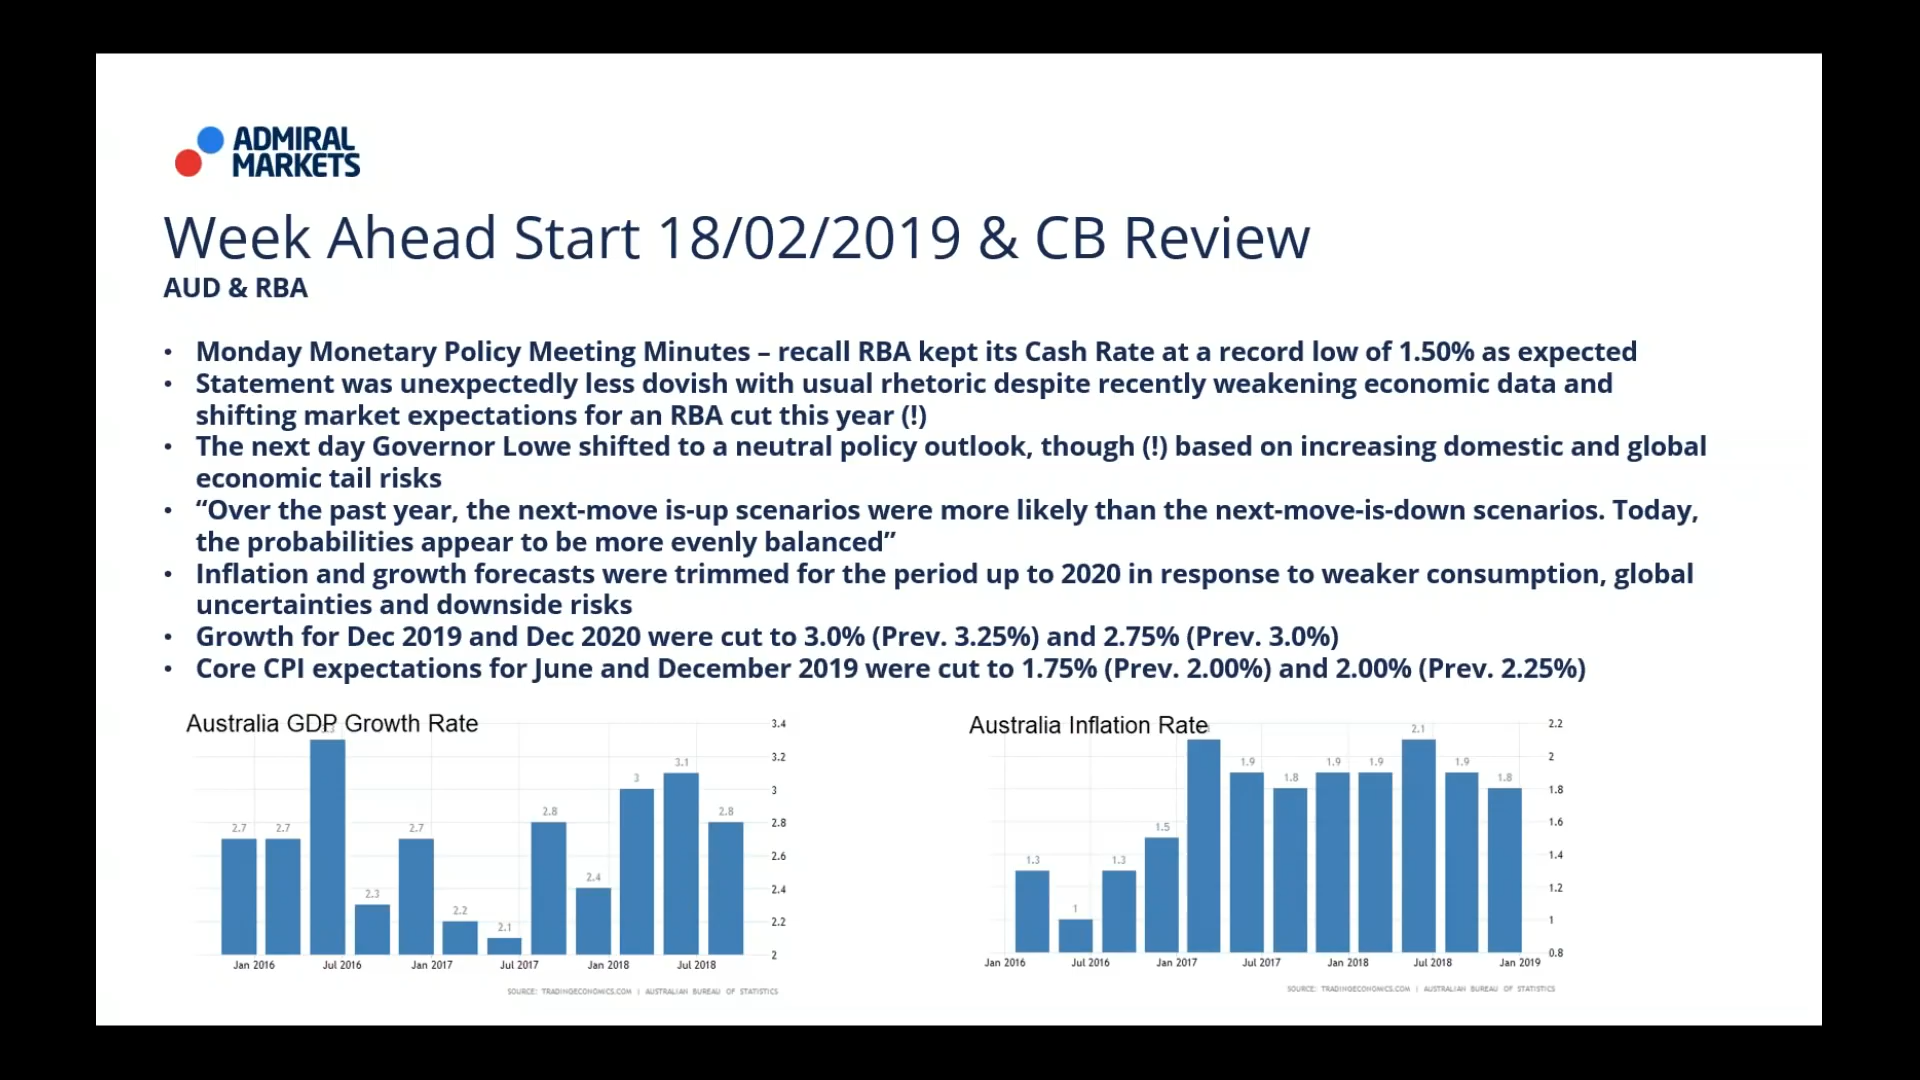 ADMIRAL
MARKETS
Week Ahead Start 18/02/2019 & CB Review
AUD & RBA
• Monday Monetary Policy Meeting Minutes – recall RBA kept its Cash Rate at a record low of 1.50% as expected
• Statement was unexpectedly less dovish with usual rhetoric despite recently weakening economic data and
shifting market expectations for an RBA cut this year (!)
• The next day Governor Lowe shifted to a neutral policy outlook, though (!) based on increasing domestic and global
economic tail risks
• “Over the past year, the next-move is-up scenarios were more likely than the next-move-is-down scenarios. Today,
the probabilities appear to be more evenly balanced”
• Inflation and growth forecasts were trimmed for the period up to 2020 in response to weaker consumption, global
uncertainties and downside risks
• Growth for Dec 2019 and Dec 2020 were cut to 3.0% (Prev. 3.25%) and 2.75% (Prev. 3.0%)
• Core CPI expectations for June and December 2019 were cut to 1.75% (Prev. 2.00%) and 2.00% (Prev. 2.25%)
Australia GDP Growth Rate
2.7 2.7 2.3 2.7 2.2 2.1 2.8 2.4 3 3.1 2.8
3.4
3.2
3
2.8
2.6
2.4
2.2
2
Jan 2016 Jul 2016 Jan 2017 Jul 2017 Jan 2018 Jul 2018
SOURCE: TRADINGECONOMICS.COM | AUSTRALIAN BUREAU OF STATISTICS
Australia Inflation Rate
1.3 1 1.3 1.5 1.9 1.8 1.9 1.9 2.1 1.9 1.8
2.2
2
1.8
1.6
1.4
1.2
1
0.8
Jan 2016 Jul 2016 Jan 2017 Jul 2017 Jan 2018 Jul 2018 Jan 2019
SOURCE: TRADINGECONOMICS.COM | AUSTRALIAN BUREAU OF STATISTICS